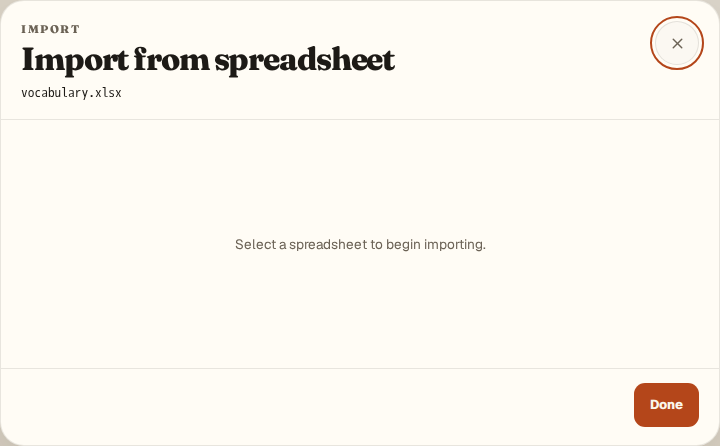 IMPORT
Import from spreadsheet
vocabulary.xlsx
Select a spreadsheet to begin importing.
Done